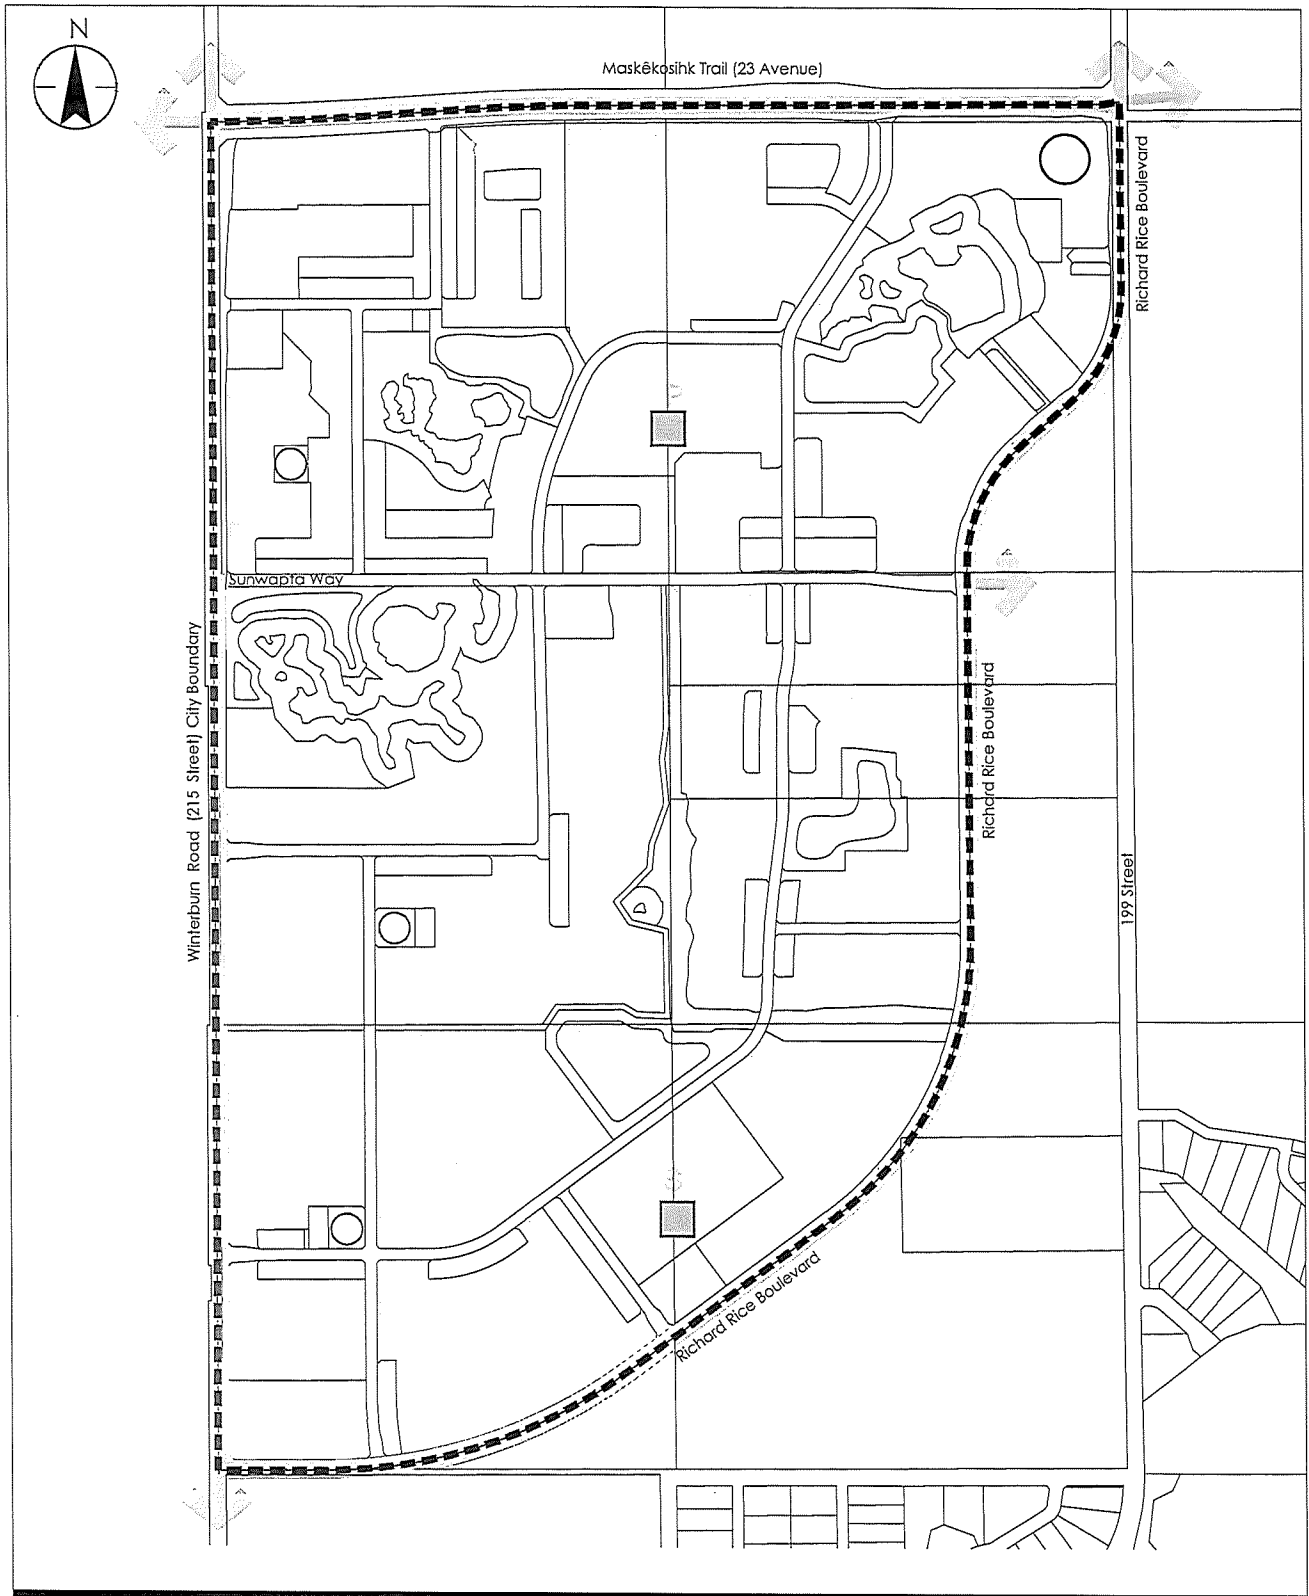 N
Maskêkosihk Trail (23 Avenue)
Richard Rice Boulevard
Sunwapta Way
Winterburn Road (215 Street) City Boundary
Richard Rice Boulevard
199 Street
Richard Rice Boulevard